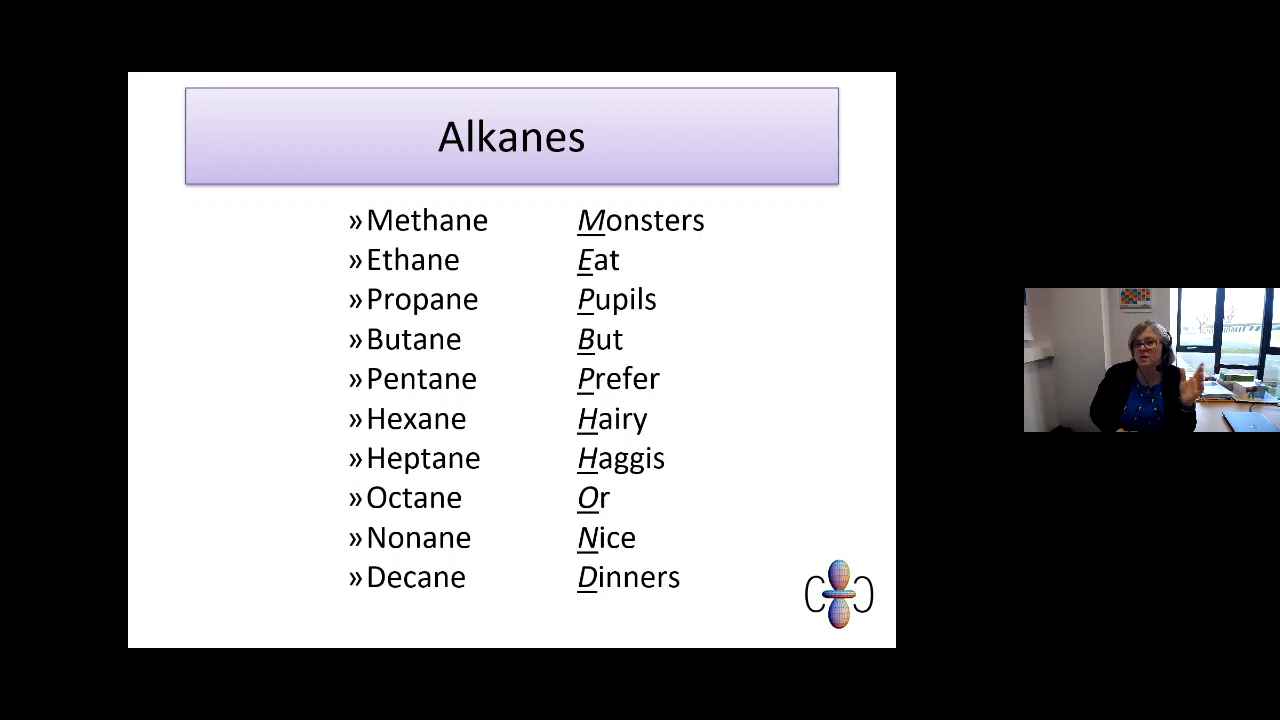 Alkanes
»Methane Monsters
»Ethane Eat
»Propane Pupils
»Butane But
»Pentane Prefer
»Hexane Hairy
»Heptane Haggis
»Octane Or
»Nonane Nice
»Decane Dinners